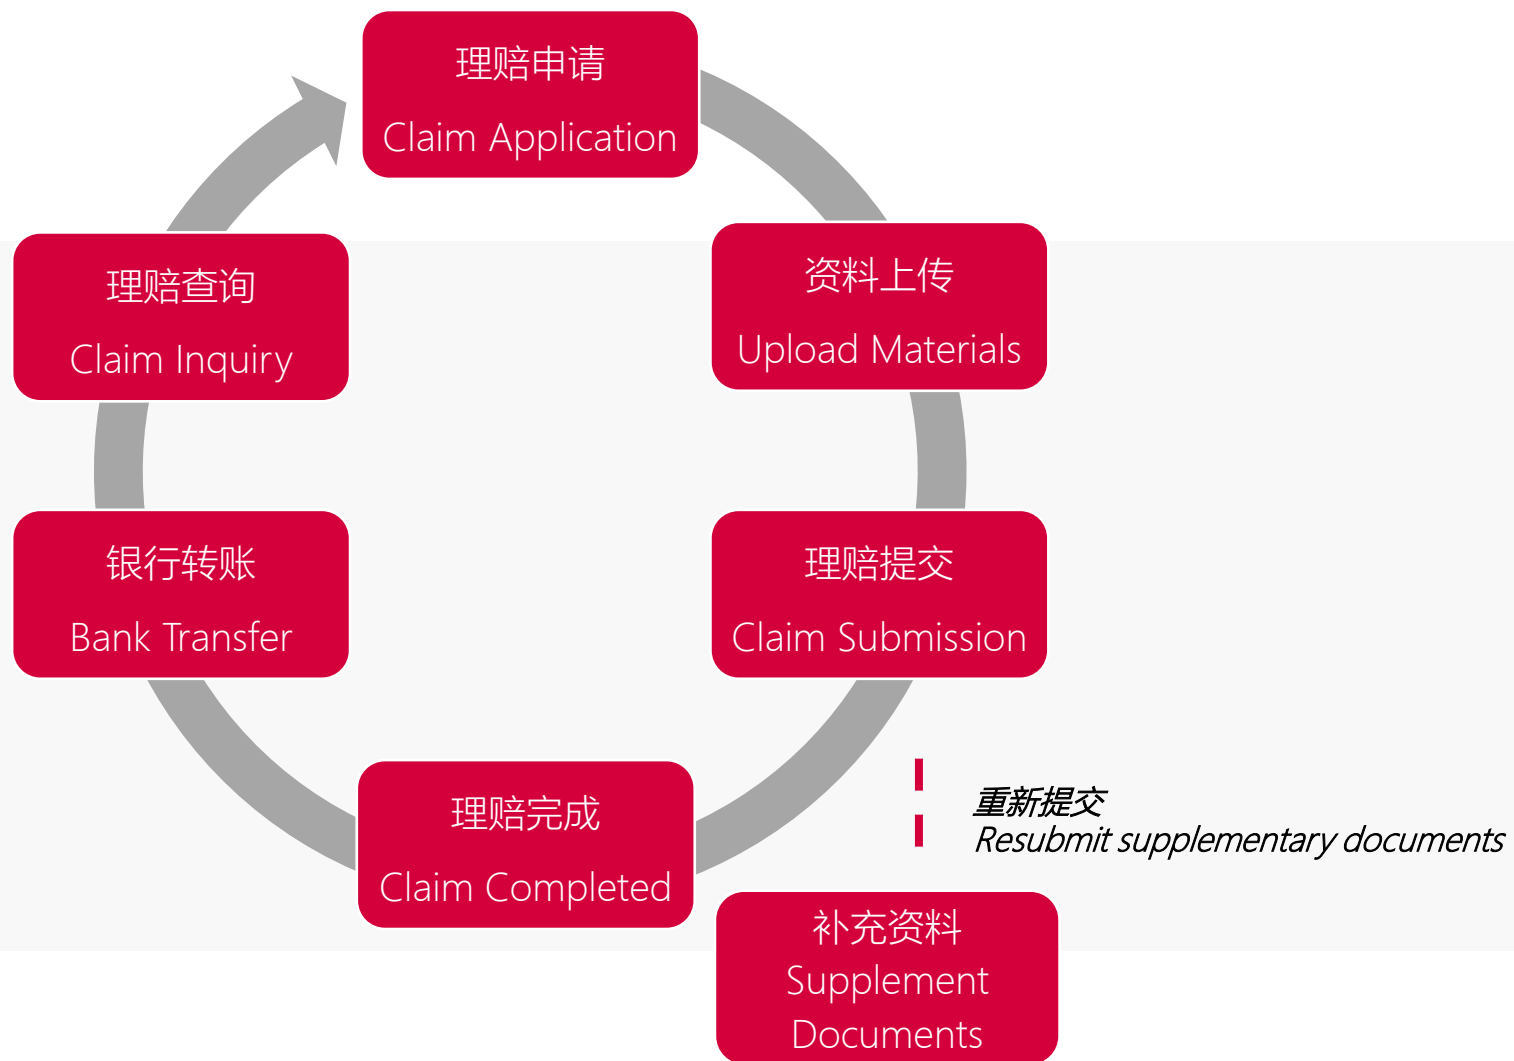 理赔申请
Claim Application
理赔查询
Claim Inquiry
资料上传
Upload Materials
银行转账
Bank Transfer
理赔提交
Claim Submission
理赔完成
Claim Completed
重新提交
Resubmit supplementary documents
补充资料
Supplement
Documents